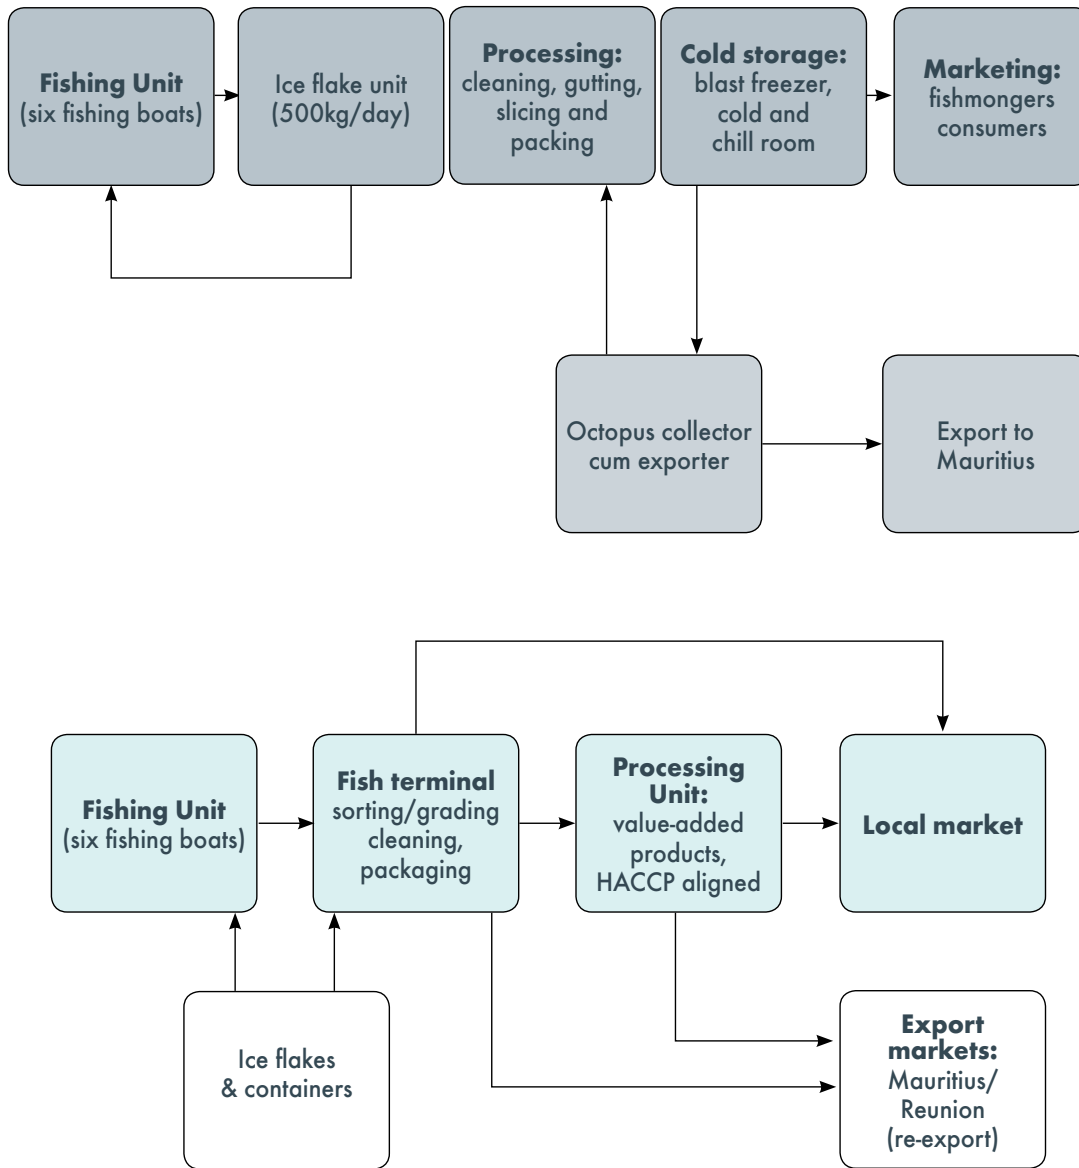 Fishing Unit
(six fishing boats)
Ice flake unit
(500kg/day)
Processing:
cleaning, gutting,
slicing and
packing
Cold storage:
blast freezer,
cold and
chill room
Marketing:
fishmongers
consumers
Octopus collector
cum exporter
Export to
Mauritius
Fishing Unit
(six fishing boats)
Fish terminal
sorting/grading
cleaning,
packaging
Processing
Unit:
value-added
products,
HACCP aligned
Local market
Ice flakes
& containers
Export
markets:
Mauritius/
Reunion
(re-export)